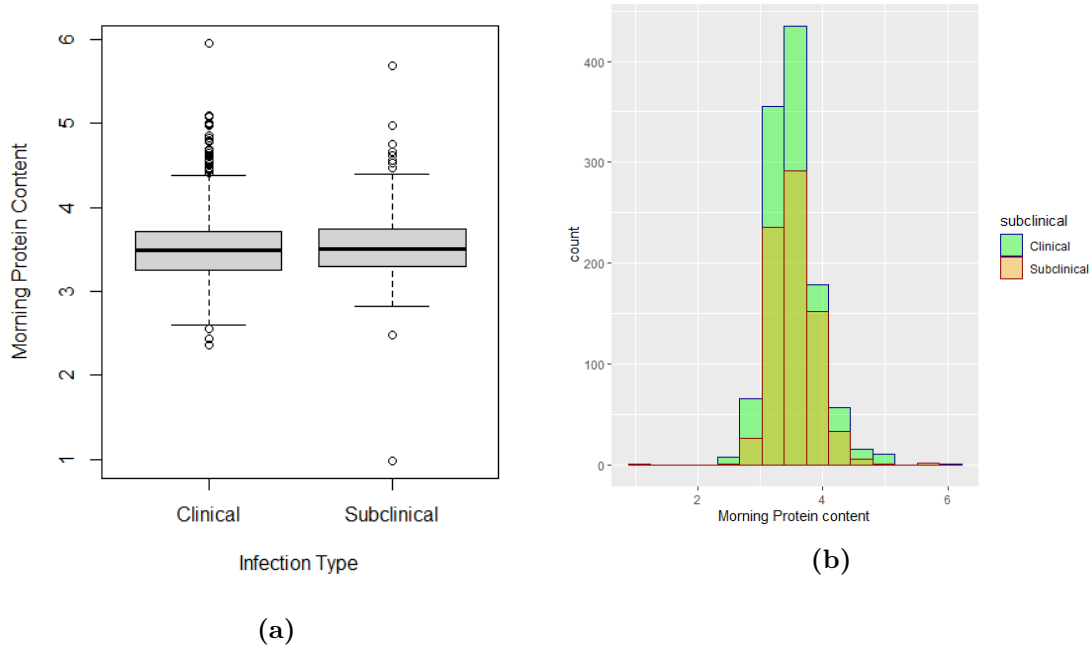 Morning Protein Content
6
5
4
3
2
1
Clinical
Subclinical
Infection Type
(a)
count
400
300
200
100
0
2
4
6
Morning Protein content
subclinical
Clinical
Subclinical
(b)